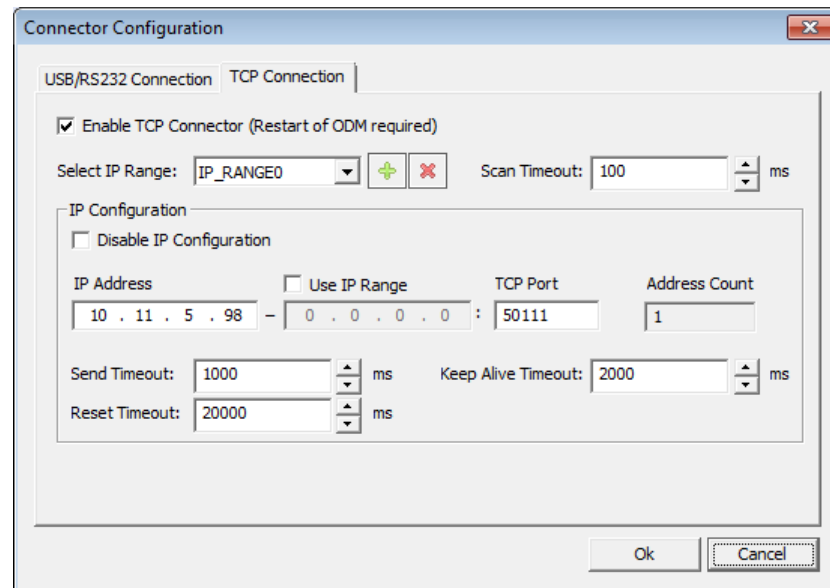 Connector Configuration
USB/RS232 Connection TCP Connection
Enable TCP Connector (Restart of ODM required)
Select IP Range: IP_RANGE0 Scan Timeout: 100 ms
IP Configuration
Disable IP Configuration
IP Address Use IP Range TCP Port Address Count
10 . 11 . 5 . 98 – 0 . 0 . 0 . 0 : 50111 1
Send Timeout: 1000 ms Keep Alive Timeout: 2000 ms
Reset Timeout: 20000 ms
Ok Cancel